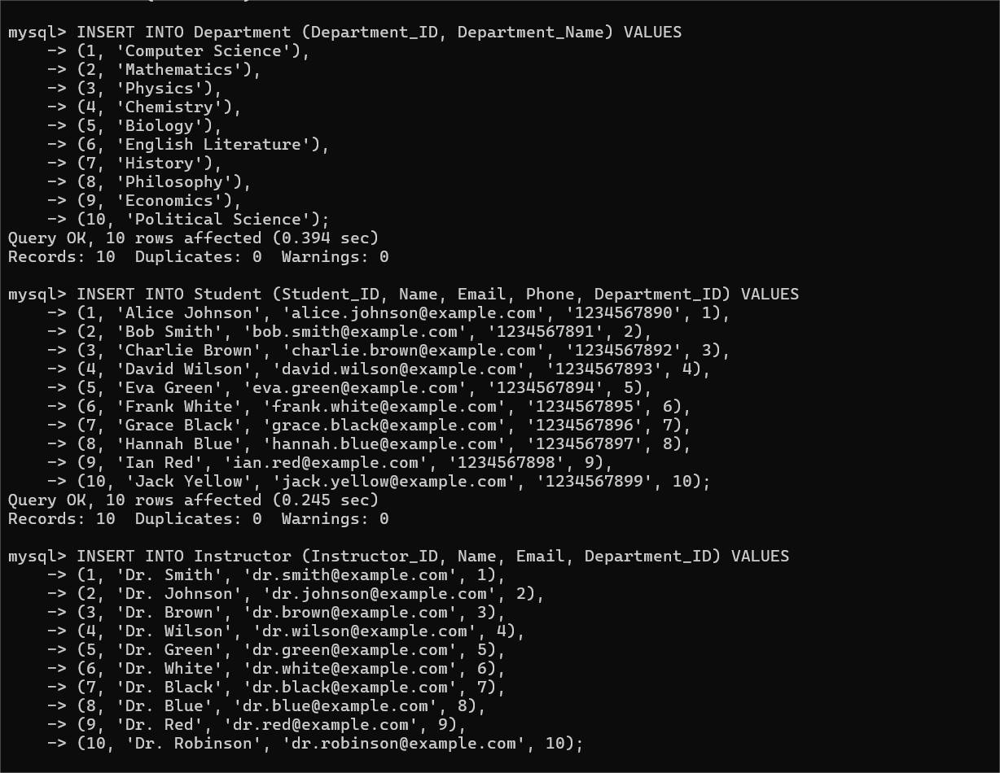 mysql> INSERT INTO Department (Department_ID, Department_Name) VALUES
    -> (1, 'Computer Science'),
    -> (2, 'Mathematics'),
    -> (3, 'Physics'),
    -> (4, 'Chemistry'),
    -> (5, 'Biology'),
    -> (6, 'English Literature'),
    -> (7, 'History'),
    -> (8, 'Philosophy'),
    -> (9, 'Economics'),
    -> (10, 'Political Science');
Query OK, 10 rows affected (0.394 sec)
Records: 10  Duplicates: 0  Warnings: 0

mysql> INSERT INTO Student (Student_ID, Name, Email, Phone, Department_ID) VALUES
    -> (1, 'Alice Johnson', 'alice.johnson@example.com', '1234567890', 1),
    -> (2, 'Bob Smith', 'bob.smith@example.com', '1234567891', 2),
    -> (3, 'Charlie Brown', 'charlie.brown@example.com', '1234567892', 3),
    -> (4, 'David Wilson', 'david.wilson@example.com', '1234567893', 4),
    -> (5, 'Eva Green', 'eva.green@example.com', '1234567894', 5),
    -> (6, 'Frank White', 'frank.white@example.com', '1234567895', 6),
    -> (7, 'Grace Black', 'grace.black@example.com', '1234567896', 7),
    -> (8, 'Hannah Blue', 'hannah.blue@example.com', '1234567897', 8),
    -> (9, 'Ian Red', 'ian.red@example.com', '1234567898', 9),
    -> (10, 'Jack Yellow', 'jack.yellow@example.com', '1234567899', 10);
Query OK, 10 rows affected (0.245 sec)
Records: 10  Duplicates: 0  Warnings: 0

mysql> INSERT INTO Instructor (Instructor_ID, Name, Email, Department_ID) VALUES
    -> (1, 'Dr. Smith', 'dr.smith@example.com', 1),
    -> (2, 'Dr. Johnson', 'dr.johnson@example.com', 2),
    -> (3, 'Dr. Brown', 'dr.brown@example.com', 3),
    -> (4, 'Dr. Wilson', 'dr.wilson@example.com', 4),
    -> (5, 'Dr. Green', 'dr.green@example.com', 5),
    -> (6, 'Dr. White', 'dr.white@example.com', 6),
    -> (7, 'Dr. Black', 'dr.black@example.com', 7),
    -> (8, 'Dr. Blue', 'dr.blue@example.com', 8),
    -> (9, 'Dr. Red', 'dr.red@example.com', 9),
    -> (10, 'Dr. Robinson', 'dr.robinson@example.com', 10);